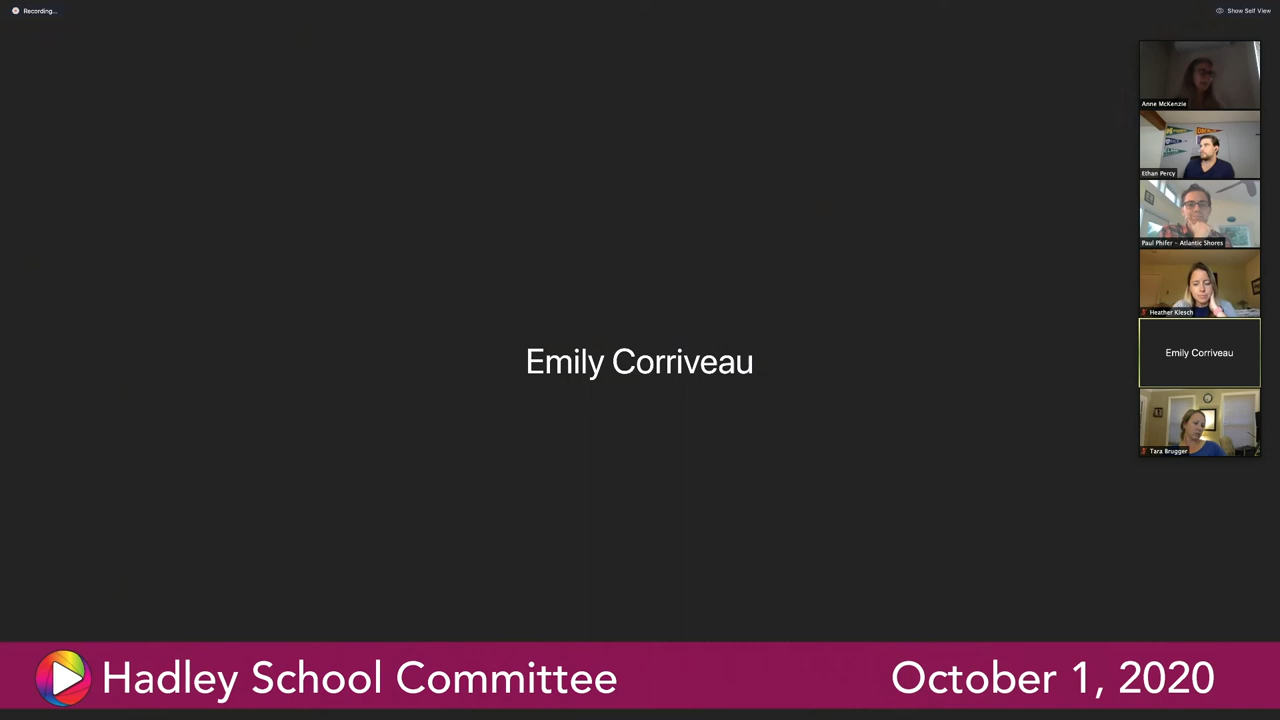 Recording...
Show Self View
Anne McKenzie
Ethan Percy
Paul Phifer - Atlantic Shores
Heather Klesch
Emily Corriveau
Emily Corriveau
Tara Brugger
Hadley School Committee
October 1, 2020